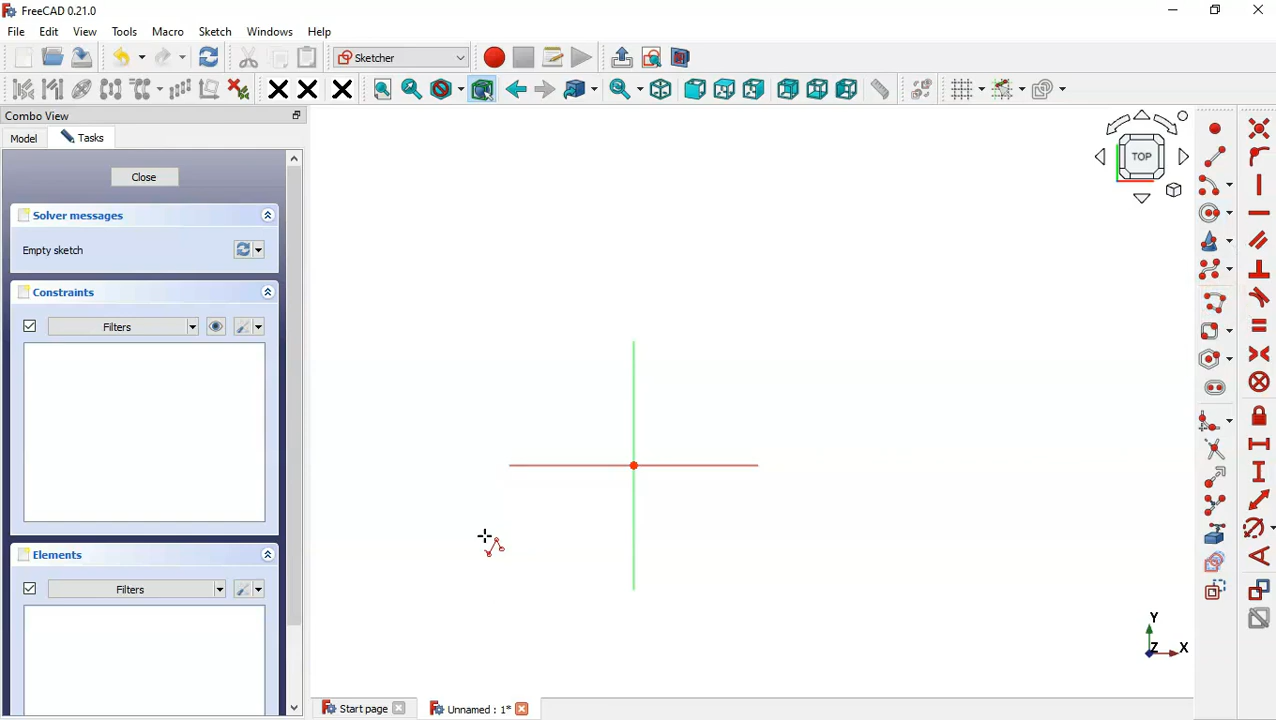 FreeCAD 0.21.0
File Edit View Tools Macro Sketch Windows Help
Sketcher
Combo View
Model Tasks
TOP
Close
Solver messages
Empty sketch
Constraints
Filters
Elements
Filters
Y
Z X
Start page Unnamed : 1*